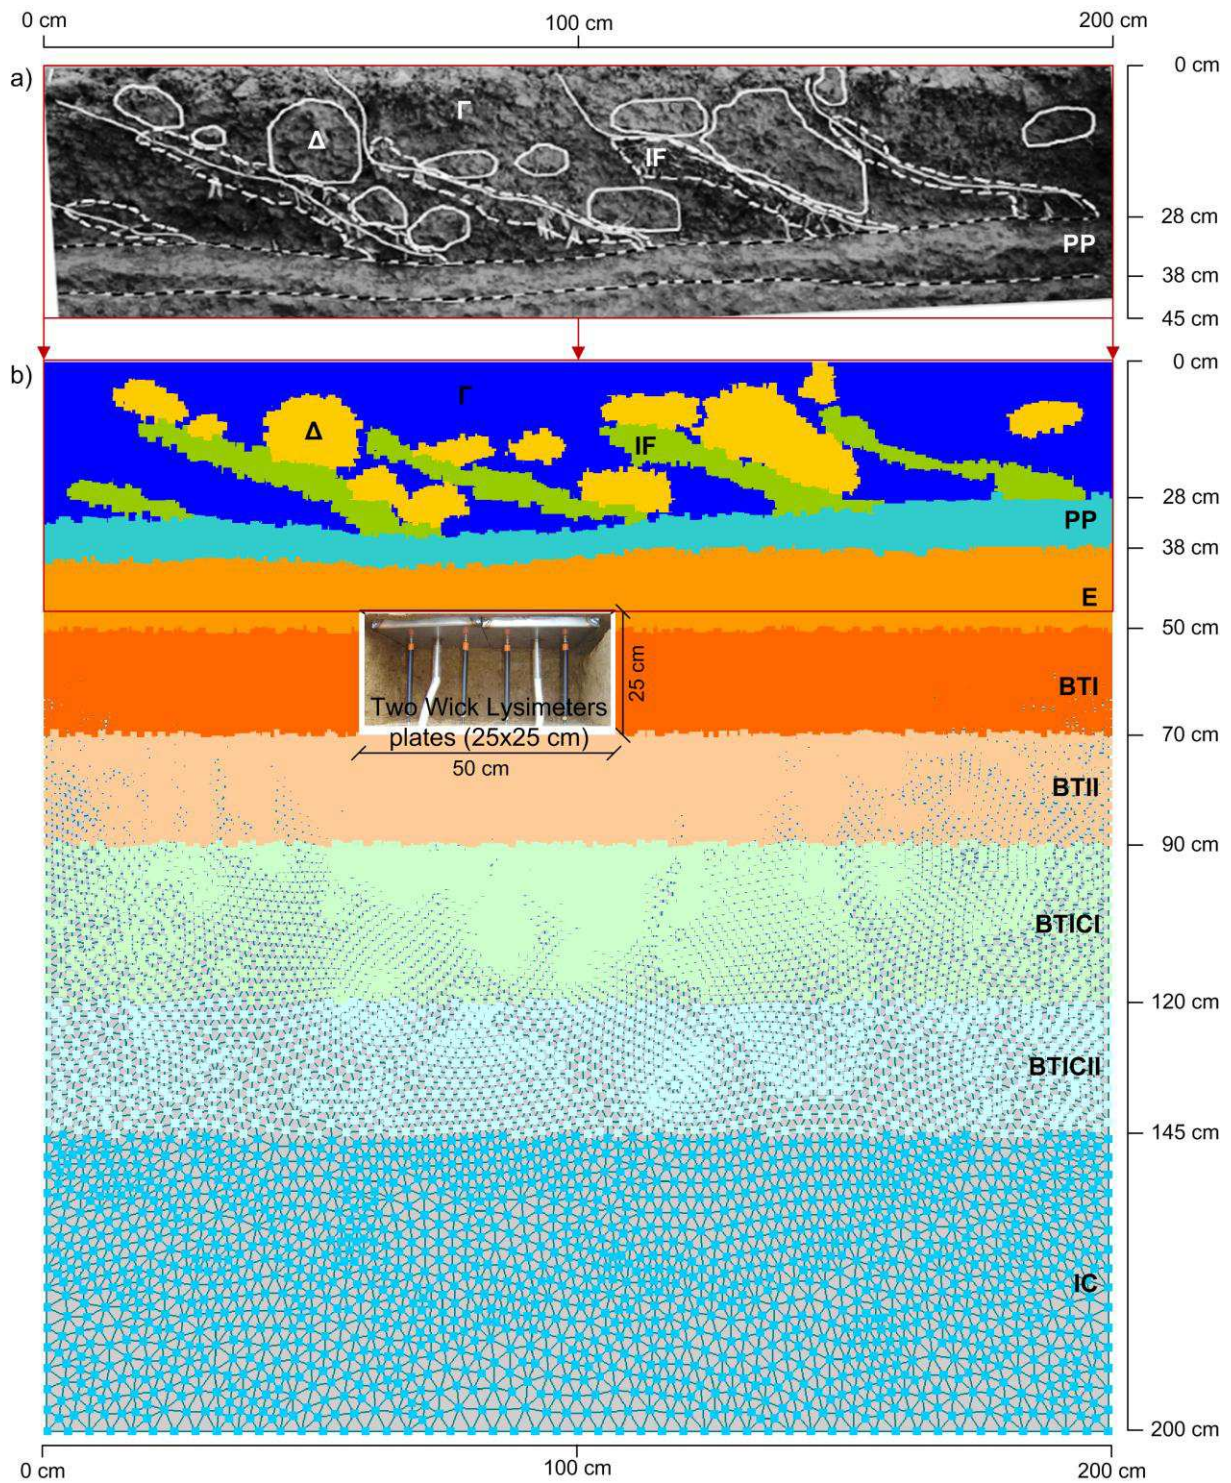 0 cm 100 cm 200 cm
a) 0 cm
Γ
Δ
IF
28 cm
PP
38 cm
45 cm
b) 0 cm
Γ
Δ
IF
28 cm
PP
38 cm
E
50 cm
25 cm
BTI
Two Wick Lysimeters
plates (25x25 cm)
70 cm
50 cm
BTII
90 cm
BTICI
120 cm
BTICII
145 cm
IC
200 cm
0 cm 100 cm 200 cm